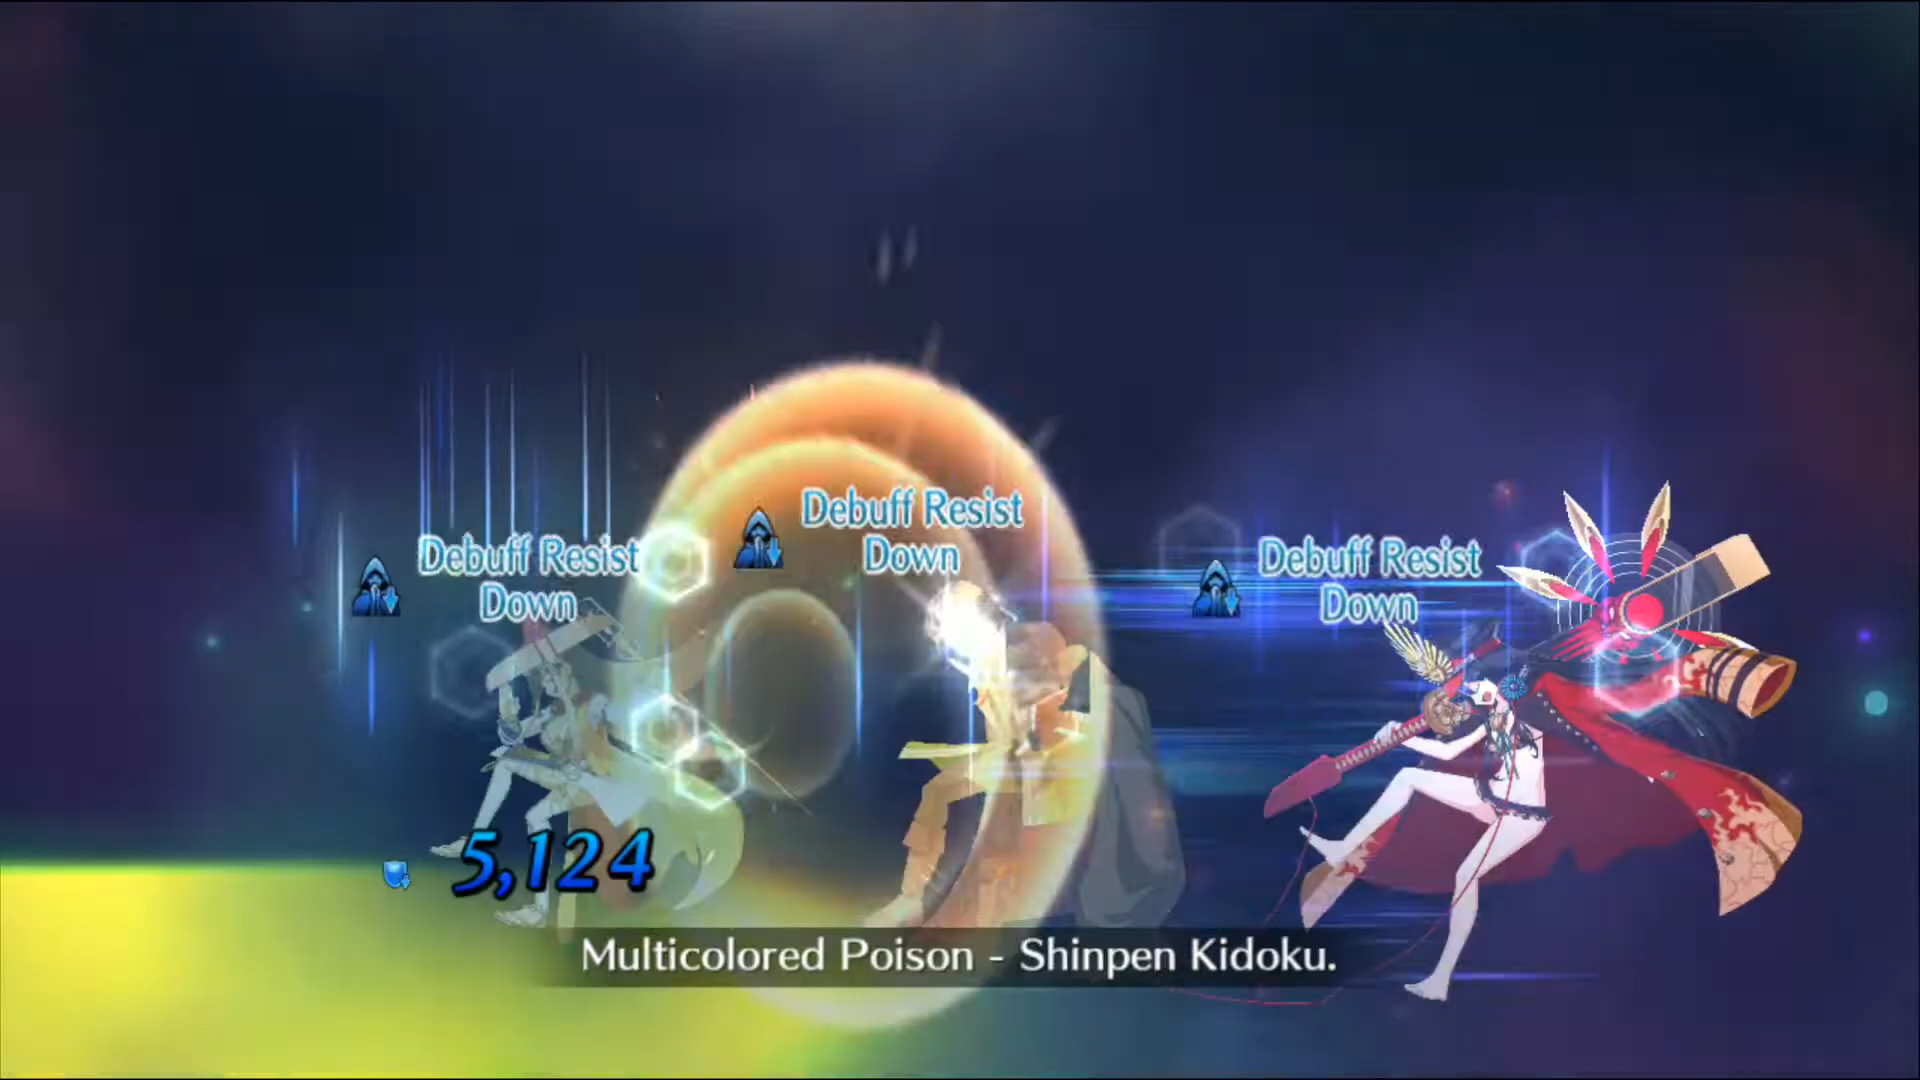 Debuff Resist
Down
Debuff Resist
Down
Debuff Resist
Down
5,124
Multicolored Poison - Shinpen Kidoku.